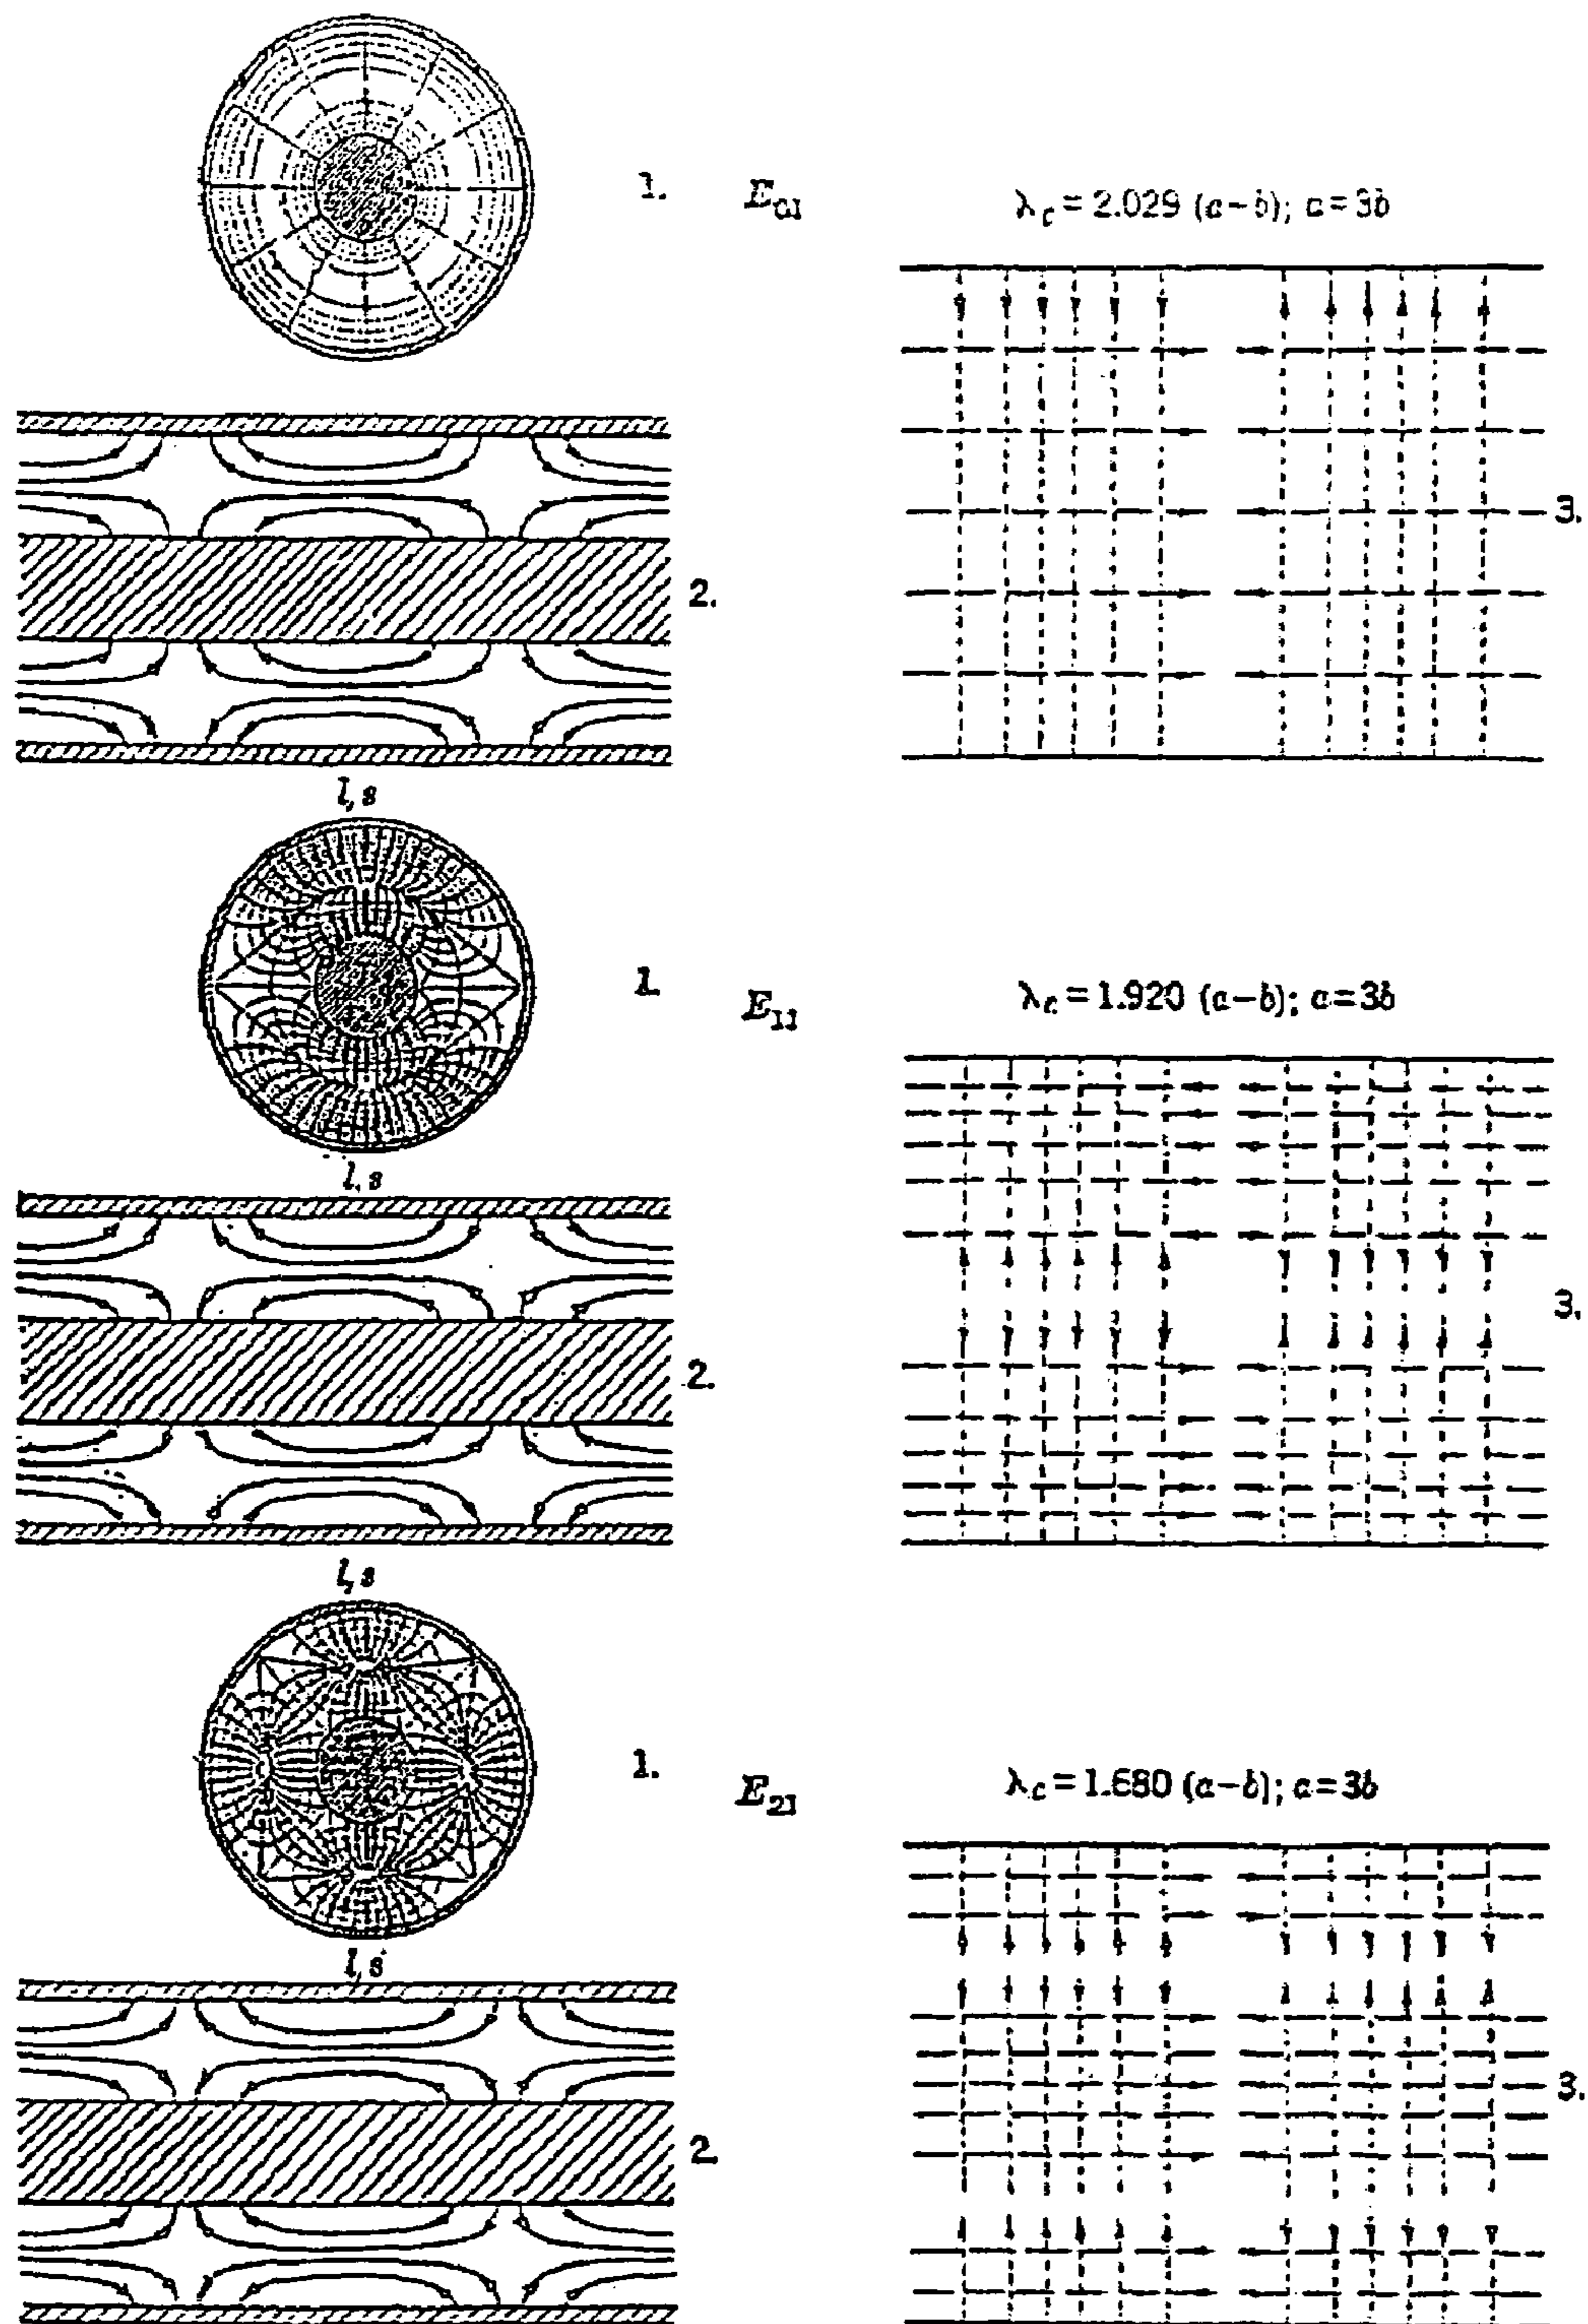 1. E₀₁ λc = 2.029 (a−b); a=3b
3.
2.
l, s
1. E₁₁ λc = 1.920 (a−b); a=3b
l, s
3.
2.
l, s
1. E₂₁ λc = 1.680 (a−b); a=3b
l, s
3.
2.